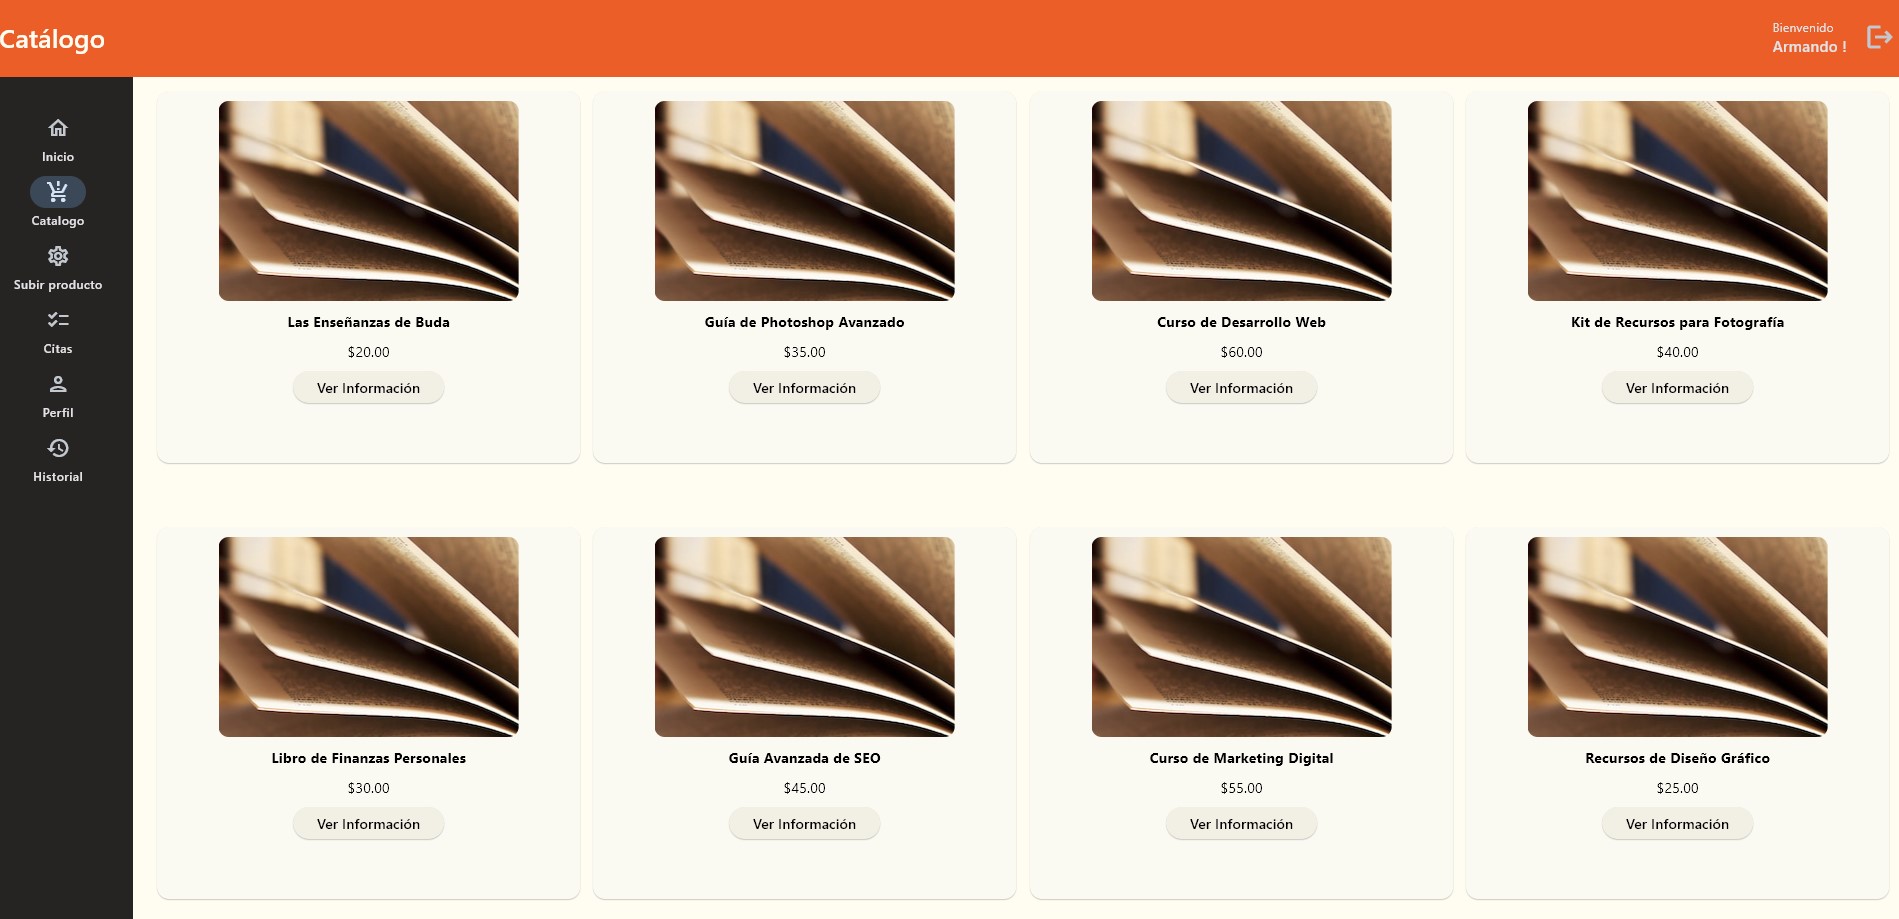 Catálogo
Bienvenido
Armando !
Inicio
Catalogo
Subir producto
Citas
Perfil
Historial
Las Enseñanzas de Buda
$20.00
Ver Información
Guía de Photoshop Avanzado
$35.00
Ver Información
Curso de Desarrollo Web
$60.00
Ver Información
Kit de Recursos para Fotografía
$40.00
Ver Información
Libro de Finanzas Personales
$30.00
Ver Información
Guía Avanzada de SEO
$45.00
Ver Información
Curso de Marketing Digital
$55.00
Ver Información
Recursos de Diseño Gráfico
$25.00
Ver Información